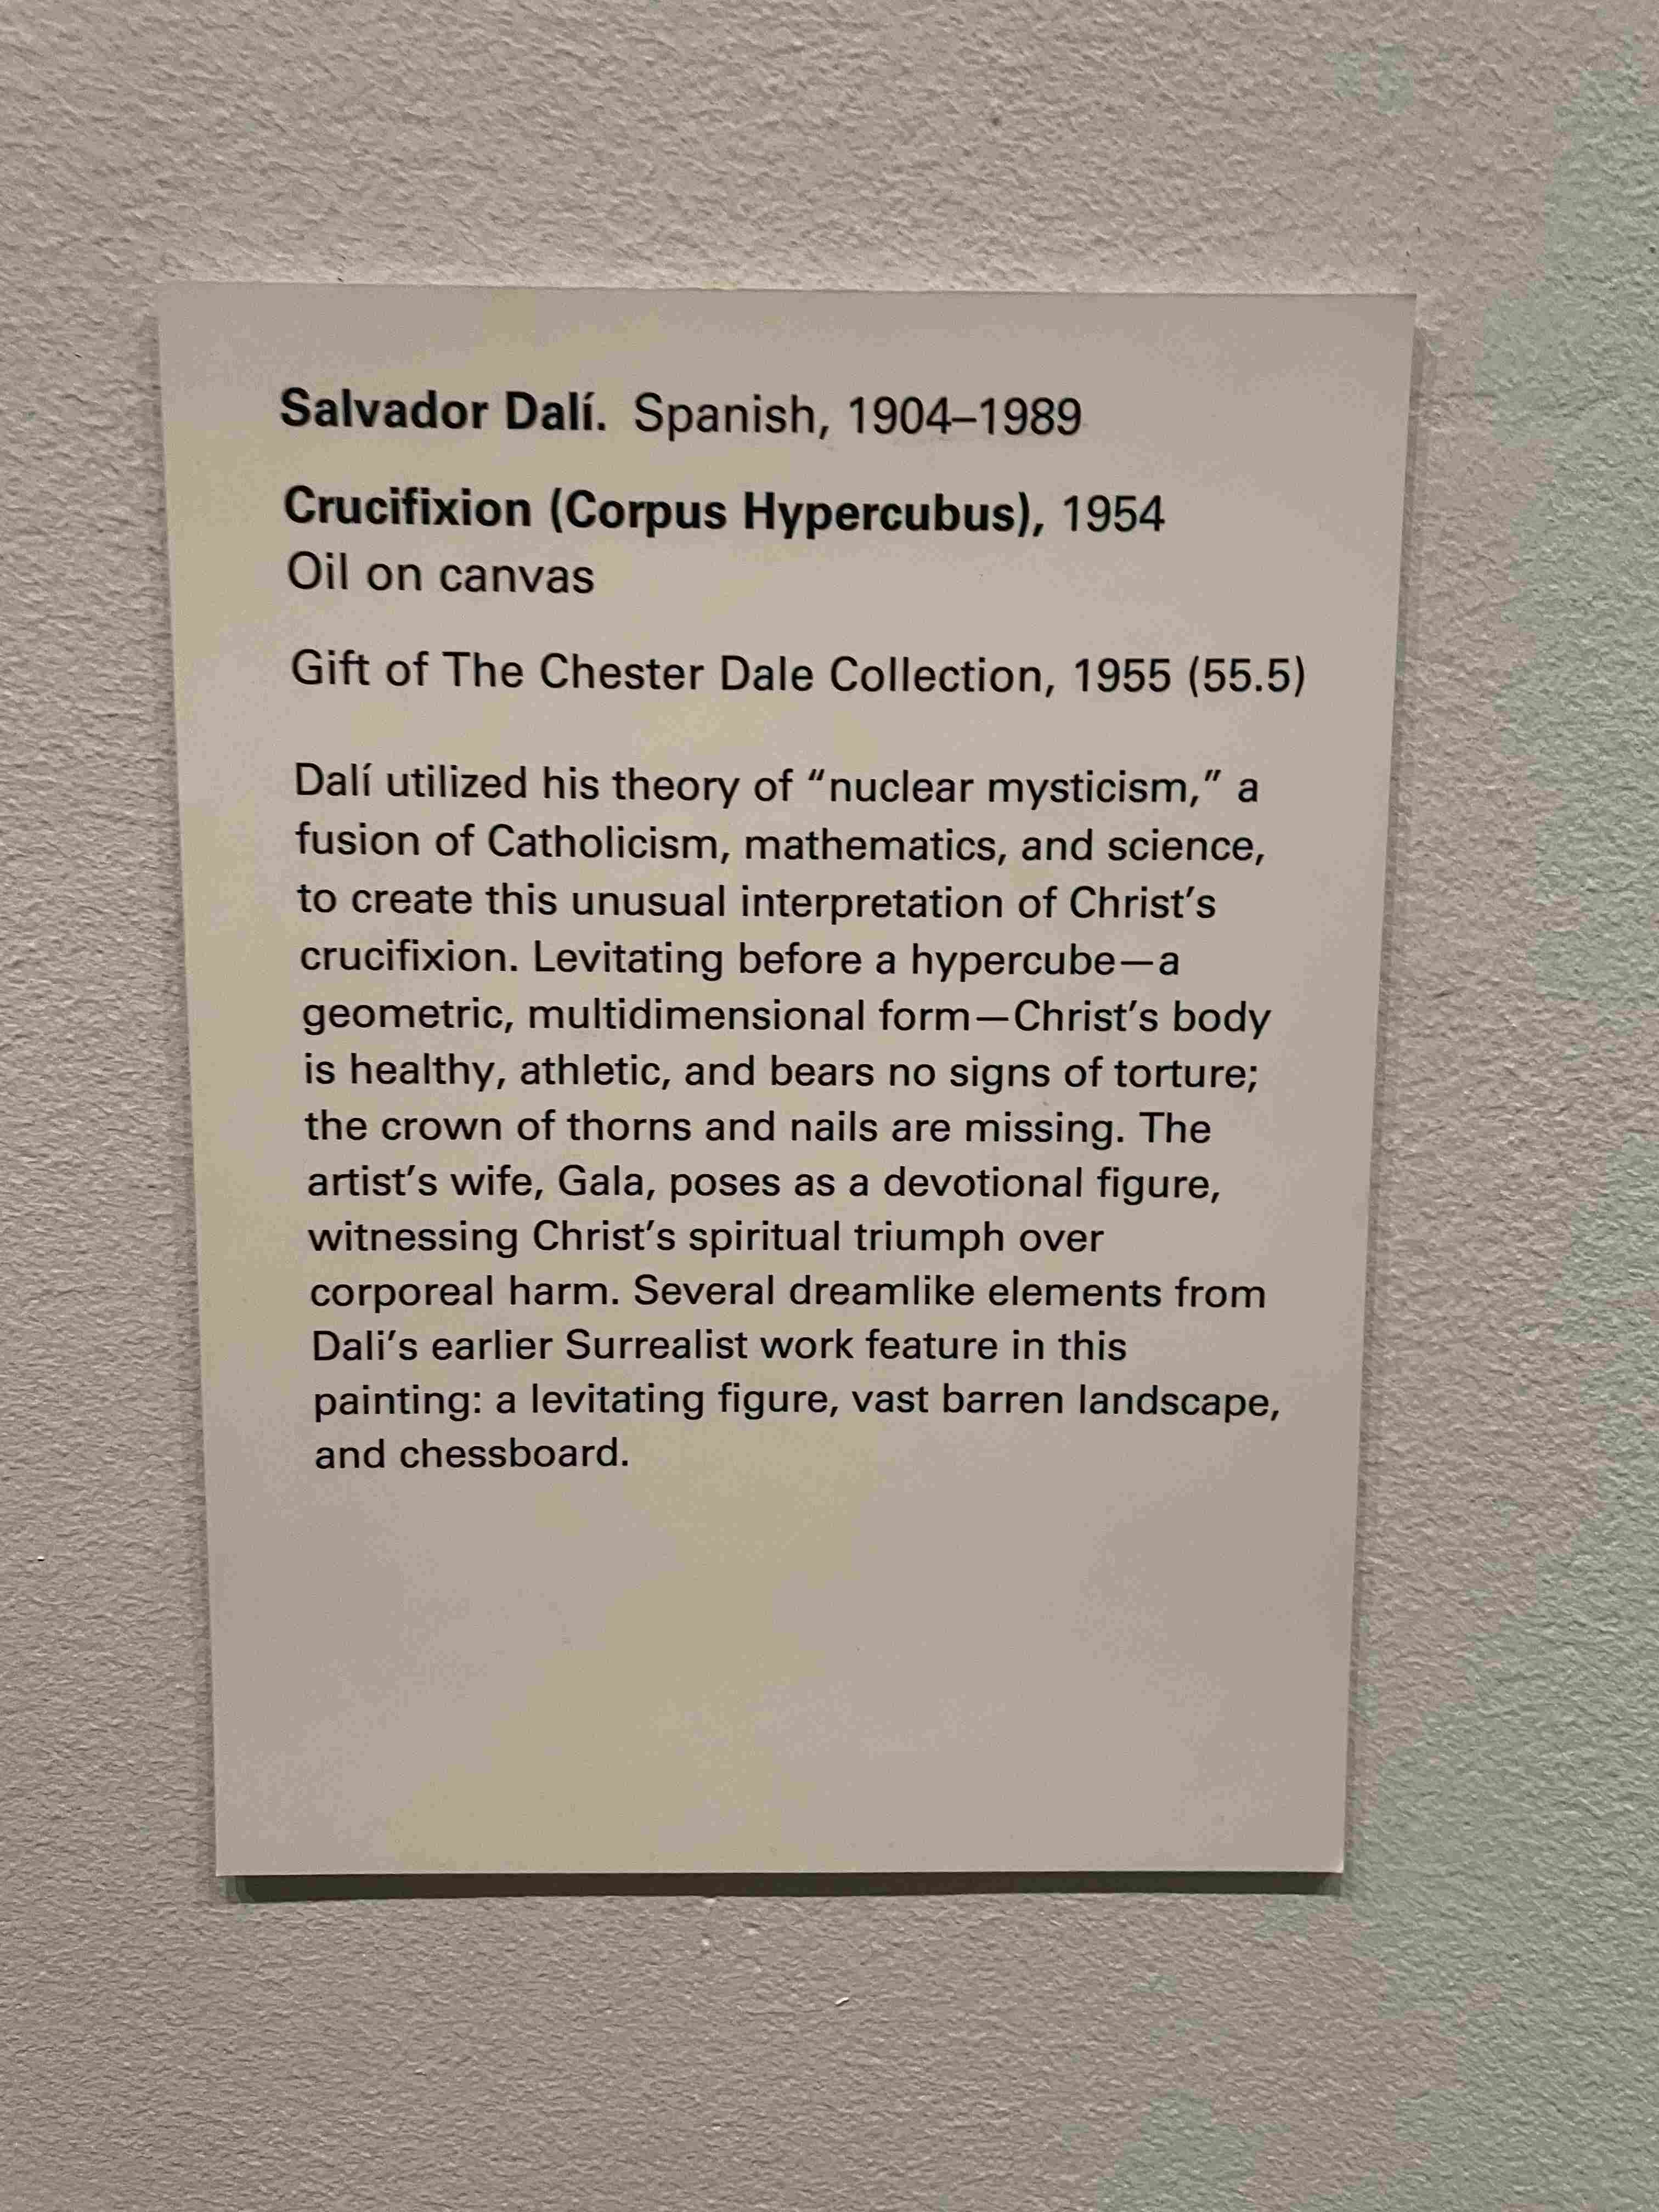 Salvador Dalí. Spanish, 1904–1989
Crucifixion (Corpus Hypercubus), 1954
Oil on canvas
Gift of The Chester Dale Collection, 1955 (55.5)
Dalí utilized his theory of “nuclear mysticism,” a
fusion of Catholicism, mathematics, and science,
to create this unusual interpretation of Christ’s
crucifixion. Levitating before a hypercube—a
geometric, multidimensional form—Christ’s body
is healthy, athletic, and bears no signs of torture;
the crown of thorns and nails are missing. The
artist’s wife, Gala, poses as a devotional figure,
witnessing Christ’s spiritual triumph over
corporeal harm. Several dreamlike elements from
Dali’s earlier Surrealist work feature in this
painting: a levitating figure, vast barren landscape,
and chessboard.